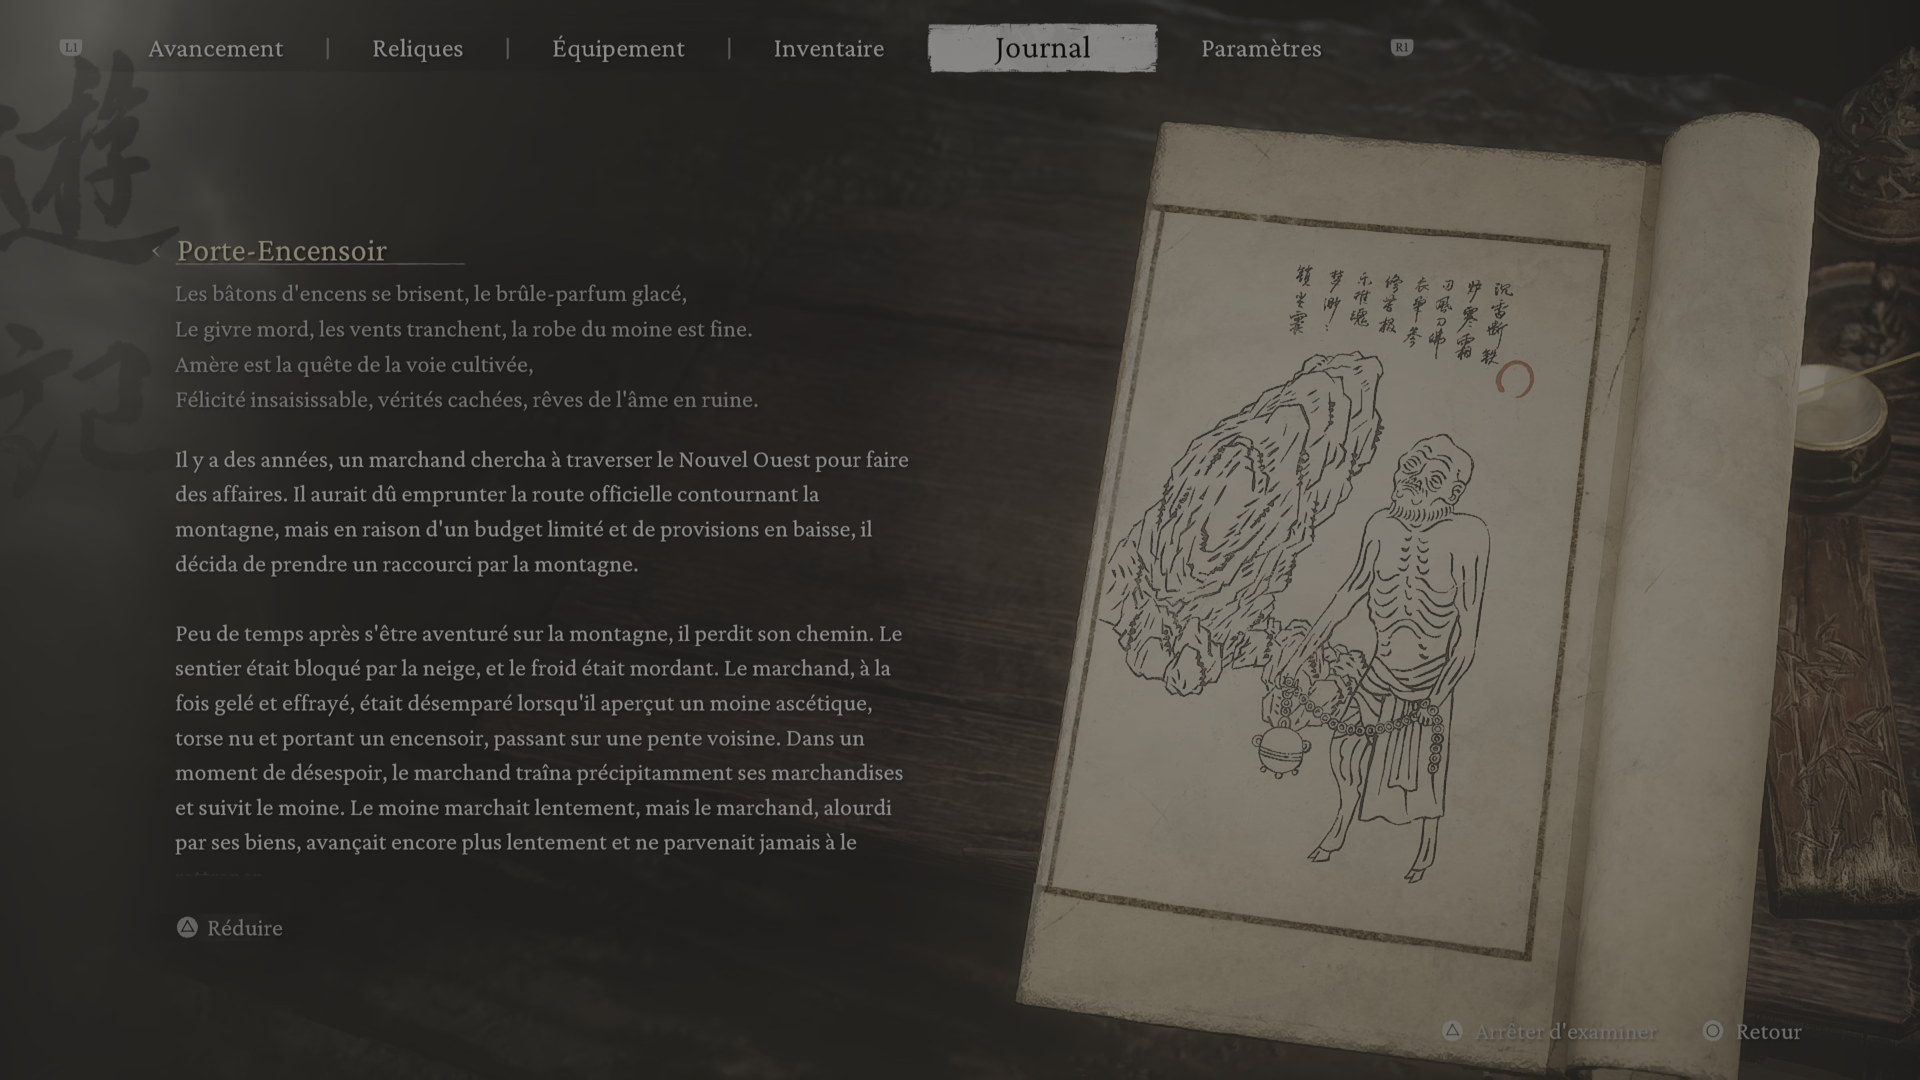 L1 Avancement | Reliques | Équipement | Inventaire Journal Paramètres R1
遊記
Porte-Encensoir
Les bâtons d'encens se brisent, le brûle-parfum glacé,
Le givre mord, les vents tranchent, la robe du moine est fine.
Amère est la quête de la voie cultivée,
Félicité insaisissable, vérités cachées, rêves de l'âme en ruine.
Il y a des années, un marchand chercha à traverser le Nouvel Ouest pour faire
des affaires. Il aurait dû emprunter la route officielle contournant la
montagne, mais en raison d'un budget limité et de provisions en baisse, il
décida de prendre un raccourci par la montagne.
Peu de temps après s'être aventuré sur la montagne, il perdit son chemin. Le
sentier était bloqué par la neige, et le froid était mordant. Le marchand, à la
fois gelé et effrayé, était désemparé lorsqu'il aperçut un moine ascétique,
torse nu et portant un encensoir, passant sur une pente voisine. Dans un
moment de désespoir, le marchand traîna précipitamment ses marchandises
et suivit le moine. Le moine marchait lentement, mais le marchand, alourdi
par ses biens, avançait encore plus lentement et ne parvenait jamais à le
Réduire
Arrêter d'examiner
Retour